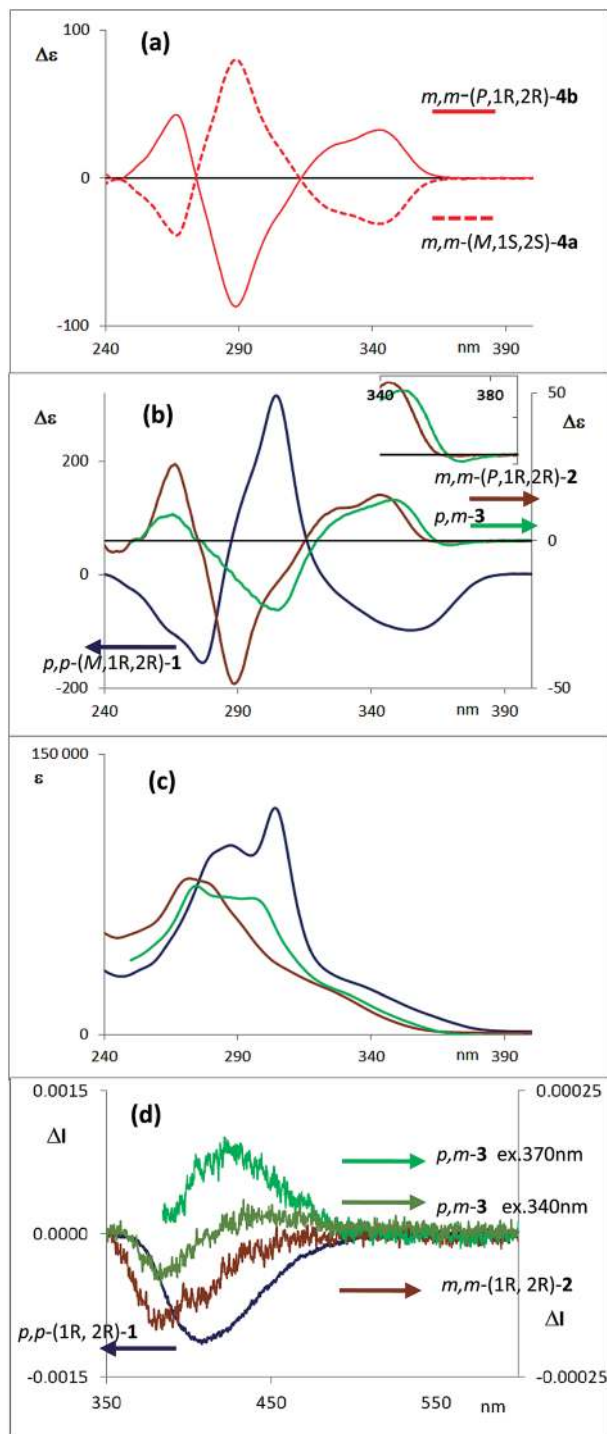 (a)
100
Δε
m,m-(P,1R,2R)-4b
0
m,m-(M,1S,2S)-4a
-100
240 290 340 nm 390
(b)
340 380
50
Δε Δε
200
m,m-(P,1R,2R)-2
p,m-3
0
0
p,p-(M,1R,2R)-1
-200 -50
240 290 340 nm 390
150 000
ε
(c)
0
240 290 340 nm 390
0.0015 (d) 0.00025
ΔI
p,m-3 ex.370nm
p,m-3 ex.340nm
0.0000
m,m-(1R, 2R)-2
p,p-(1R, 2R)-1
ΔI
-0.0015 -0.00025
350 450 550
nm